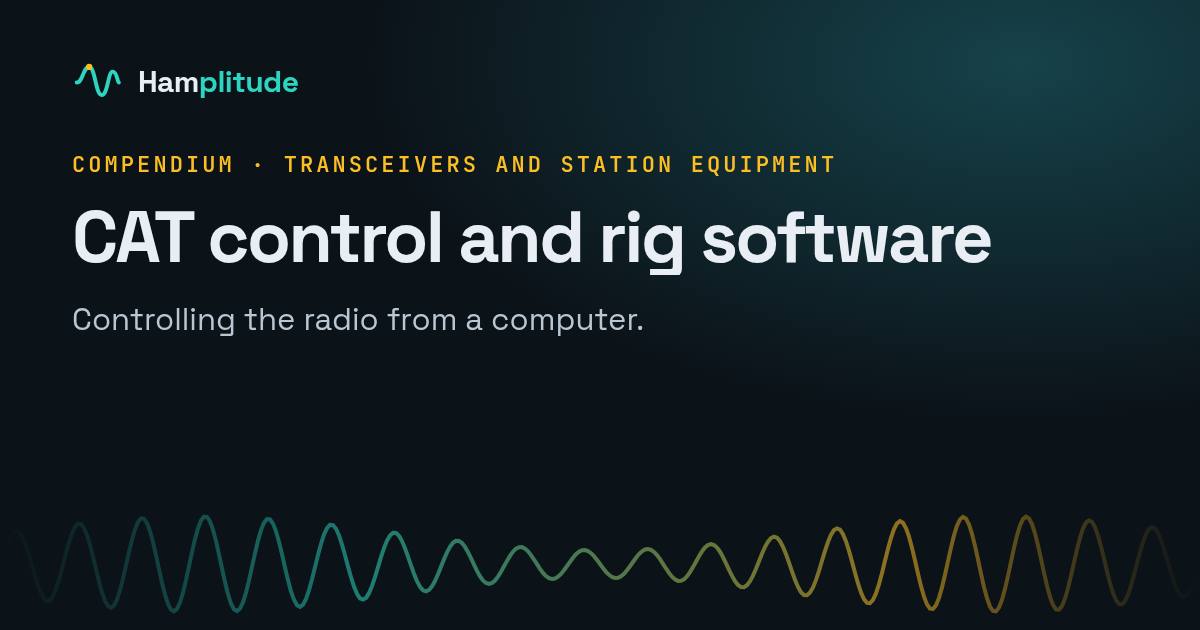 Hamplitude
COMPENDIUM · TRANSCEIVERS AND STATION EQUIPMENT
CAT control and rig software
Controlling the radio from a computer.